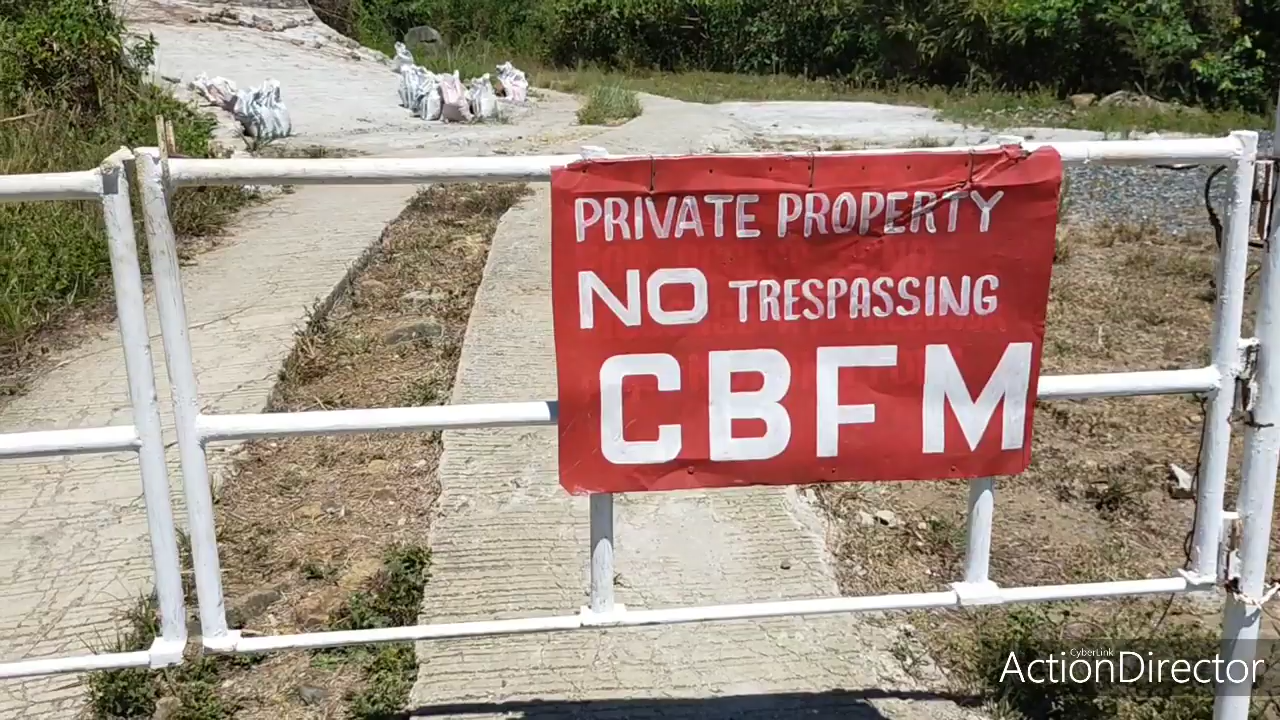 PRIVATE PROPERTY
NO TRESPASSING
CBFM
CyberLink
ActionDirector